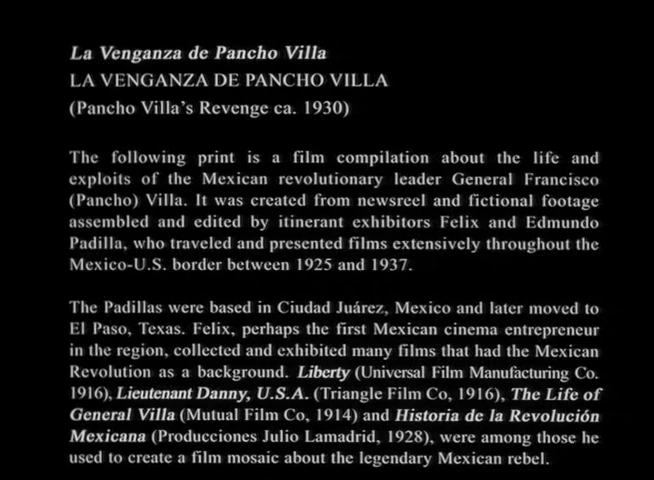 La Venganza de Pancho Villa
LA VENGANZA DE PANCHO VILLA
(Pancho Villa's Revenge ca. 1930)
The following print is a film compilation about the life and
exploits of the Mexican revolutionary leader General Francisco
(Pancho) Villa. It was created from newsreel and fictional footage
assembled and edited by itinerant exhibitors Felix and Edmundo
Padilla, who traveled and presented films extensively throughout the
Mexico-U.S. border between 1925 and 1937.
The Padillas were based in Ciudad Juárez, Mexico and later moved to
El Paso, Texas. Felix, perhaps the first Mexican cinema entrepreneur
in the region, collected and exhibited many films that had the Mexican
Revolution as a background. Liberty (Universal Film Manufacturing Co.
1916), Lieutenant Danny, U.S.A. (Triangle Film Co, 1916), The Life of
General Villa (Mutual Film Co, 1914) and Historia de la Revolución
Mexicana (Producciones Julio Lamadrid, 1928), were among those he
used to create a film mosaic about the legendary Mexican rebel.